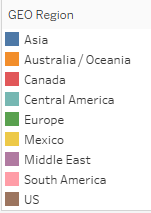 GEO Region
Asia
Australia / Oceania
Canada
Central America
Europe
Mexico
Middle East
South America
US